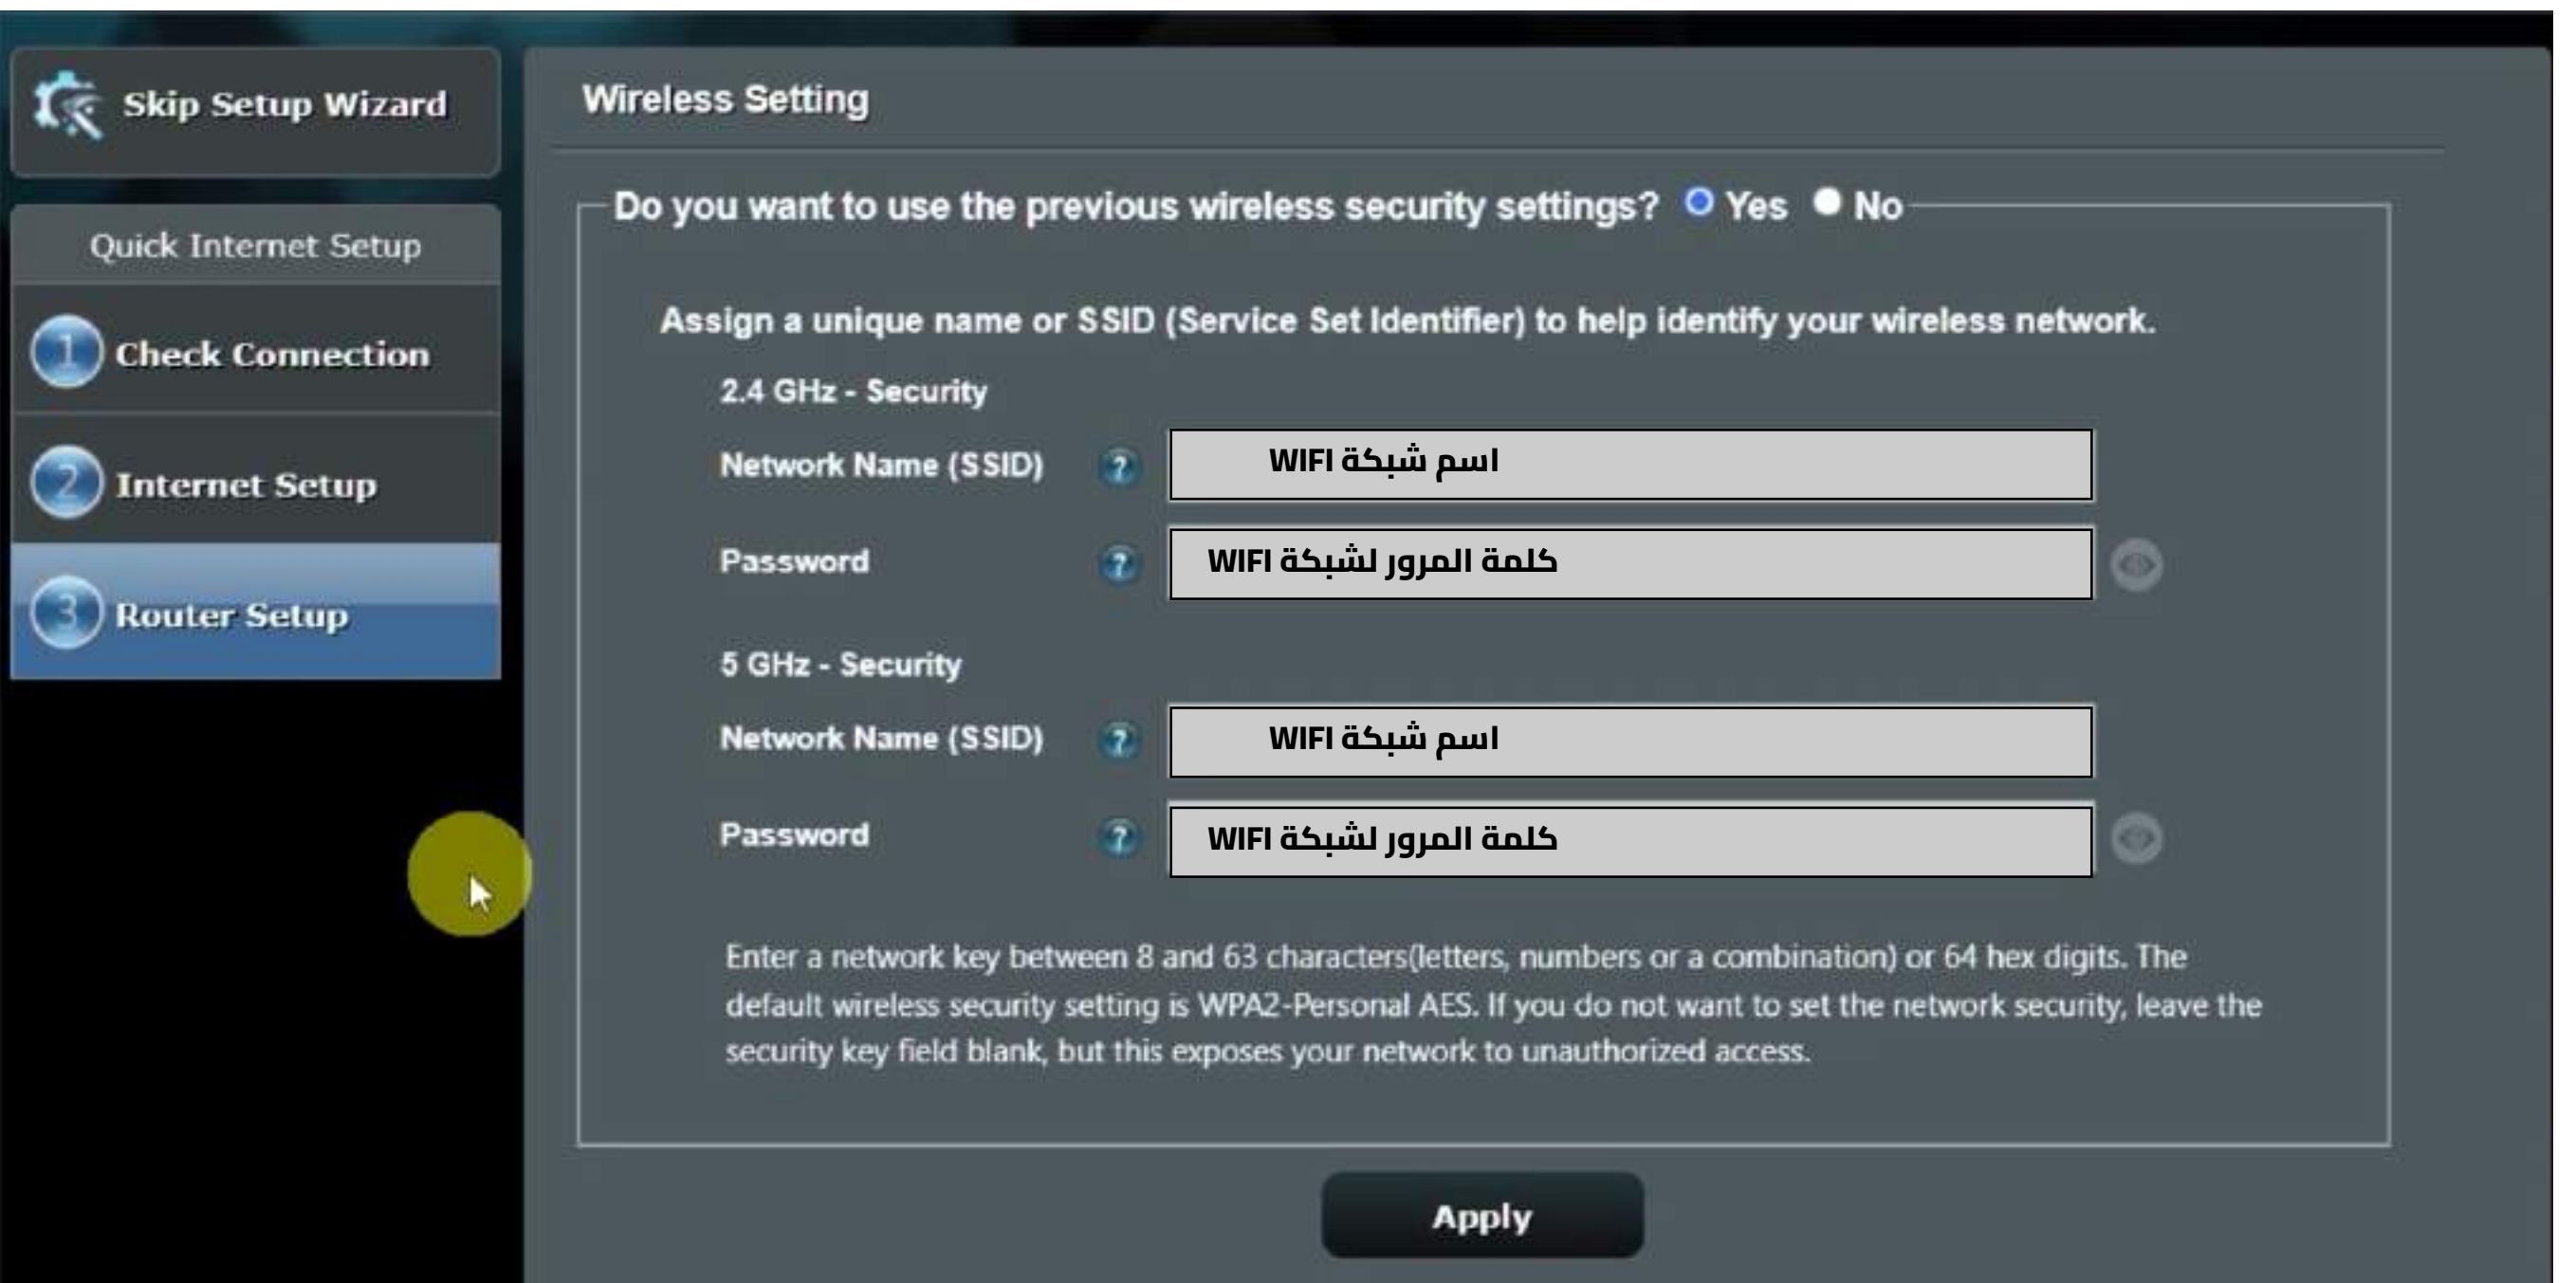 Skip Setup Wizard
Quick Internet Setup
1 Check Connection
2 Internet Setup
3 Router Setup
Wireless Setting
Do you want to use the previous wireless security settings? Yes No
Assign a unique name or SSID (Service Set Identifier) to help identify your wireless network.
2.4 GHz - Security
Network Name (SSID) ? اسم شبكة WIFI
Password ? كلمة المرور لشبكة WIFI
5 GHz - Security
Network Name (SSID) ? اسم شبكة WIFI
Password ? كلمة المرور لشبكة WIFI
Enter a network key between 8 and 63 characters(letters, numbers or a combination) or 64 hex digits. The
default wireless security setting is WPA2-Personal AES. If you do not want to set the network security, leave the
security key field blank, but this exposes your network to unauthorized access.
Apply